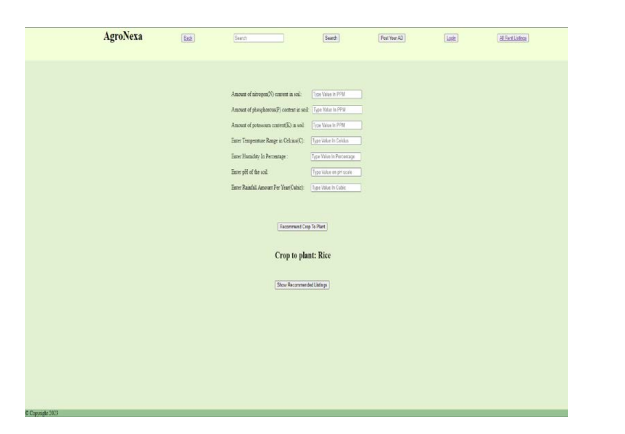 AgroNexa Back Search Search Post Your AD Login All Farm Listings
Amount of nitrogen(N) content in soil: Type Value In PPM
Amount of phosphorous(P) content in soil: Type Value In PPM
Amount of potassium content(K) in soil: Type Value In PPM
Enter Temperature Range in Celsius(C): Type Value In Celsius
Enter Humidity In Percentage : Type Value In Percentage
Enter pH of the soil: Type Value on pH scale
Enter Rainfall Amount Per Year(Cubic): Type Value In Cubic
Recommend Crop To Plant
Crop to plant: Rice
Show Recommended Listings
© Copyright 2023